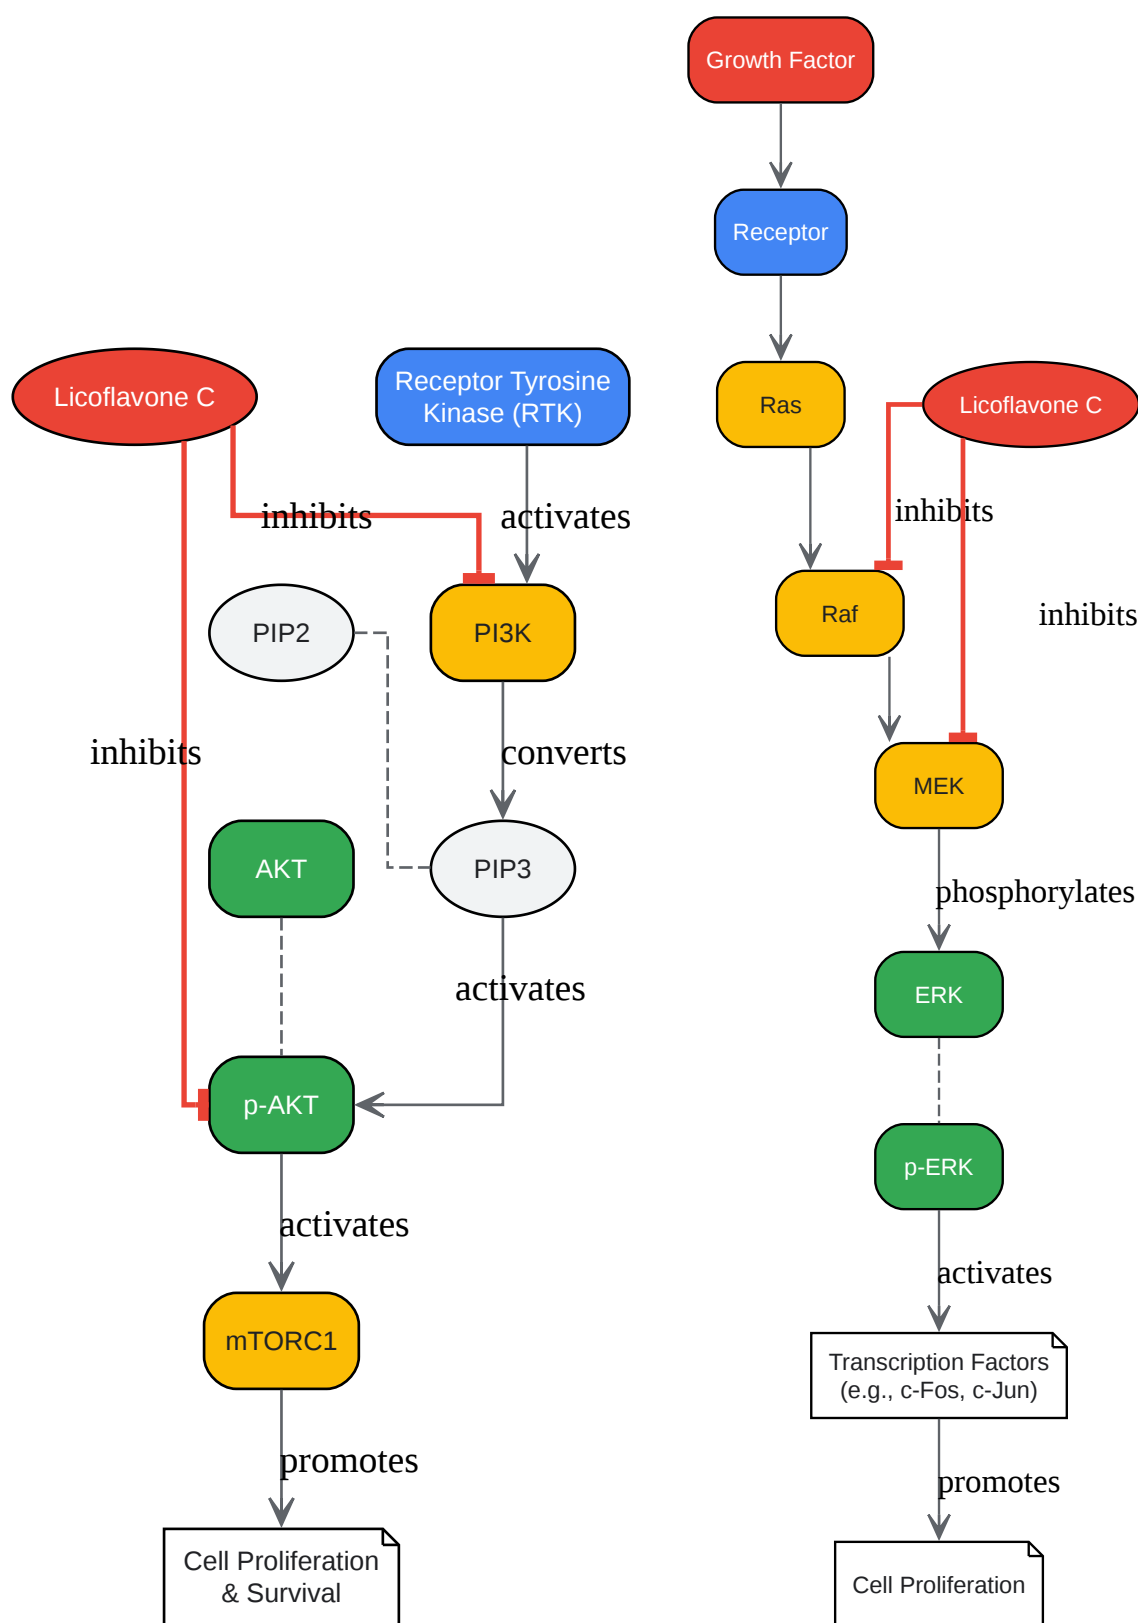 Growth Factor
Receptor
Licoflavone C
Receptor Tyrosine
Kinase (RTK)
Ras
Licoflavone C
inhibits
activates
inhibits
PIP2
PI3K
Raf
inhibits
inhibits
converts
MEK
AKT
PIP3
phosphorylates
activates
ERK
p-AKT
p-ERK
activates
activates
mTORC1
Transcription Factors
(e.g., c-Fos, c-Jun)
promotes
promotes
Cell Proliferation
& Survival
Cell Proliferation